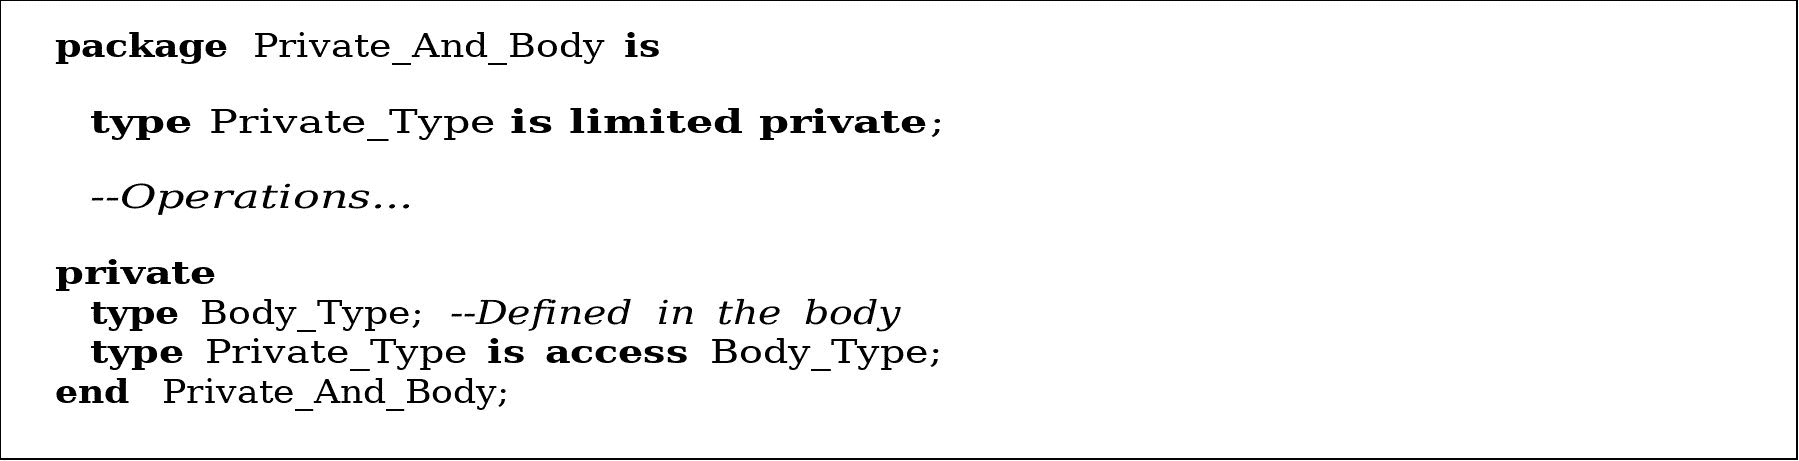 package Private_And_Body is
type Private_Type is limited private;
--Operations...
private
type Body_Type; --Defined in the body
type Private_Type is access Body_Type;
end Private_And_Body;